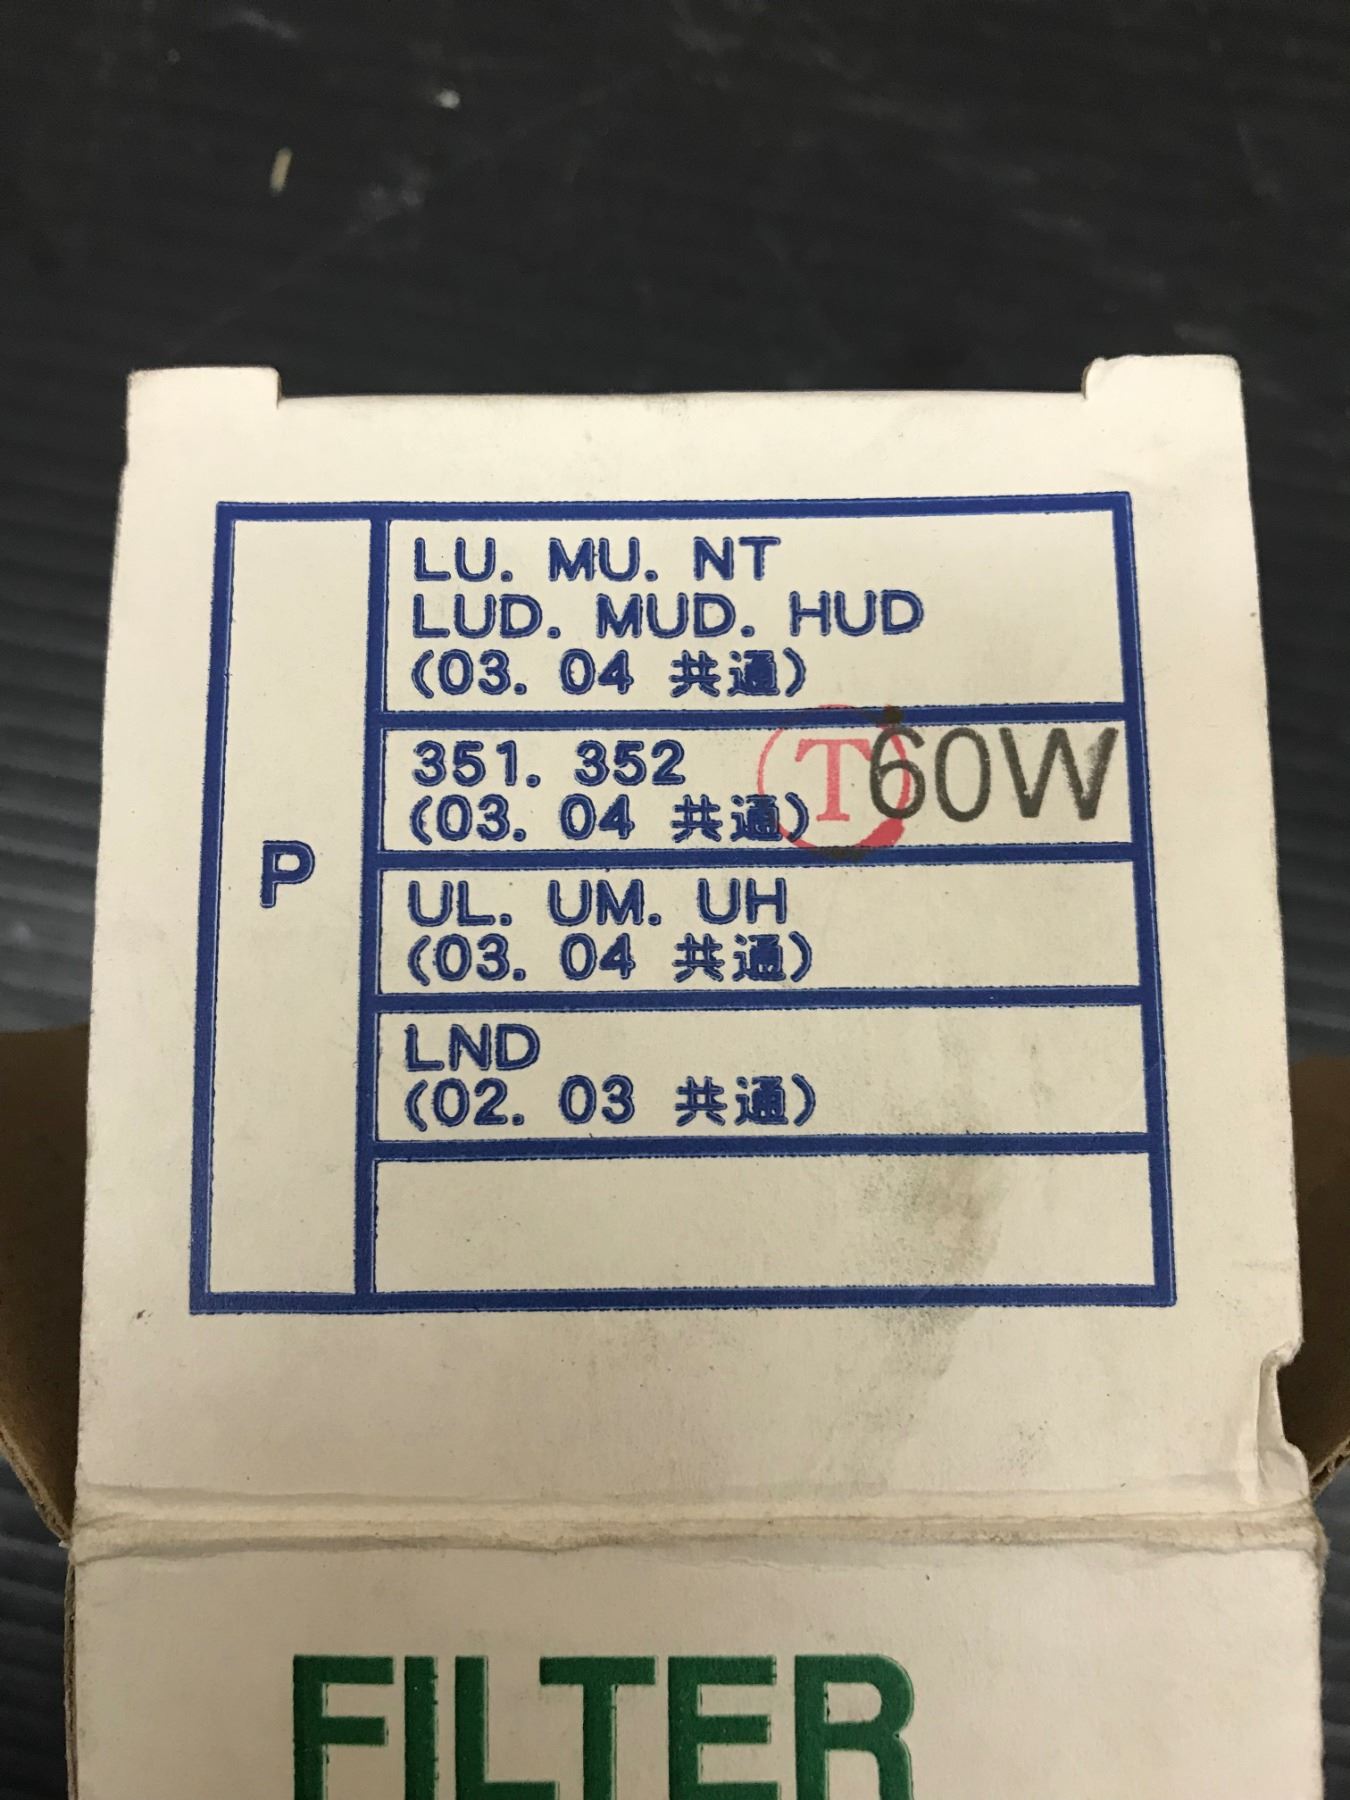 P
LU. MU. NT
LUD. MUD. HUD
(03. 04 共通)
351. 352
(03. 04 共通)
T60W
UL. UM. UH
(03. 04 共通)
LND
(02. 03 共通)
FILTER